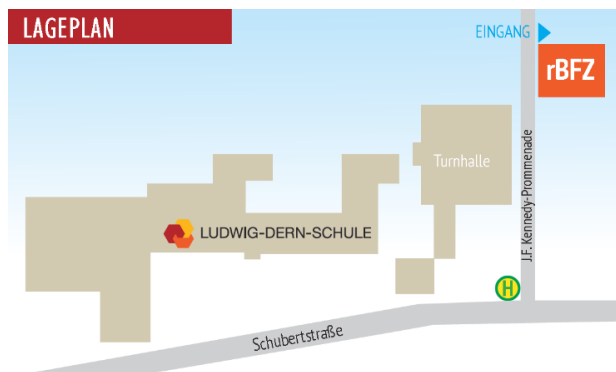 LAGEPLAN
EINGANG
rBFZ
Turnhalle
J.F. Kennedy-Prommenade
LUDWIG-DERN-SCHULE
H
Schubertstraße